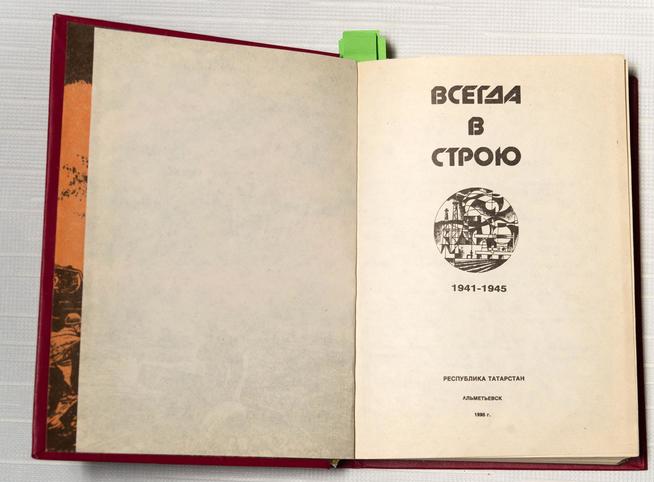 ВСЕГДА
В
СТРОЮ
1941-1945
РЕСПУБЛИКА ТАТАРСТАН
АЛЬМЕТЬЕВСК